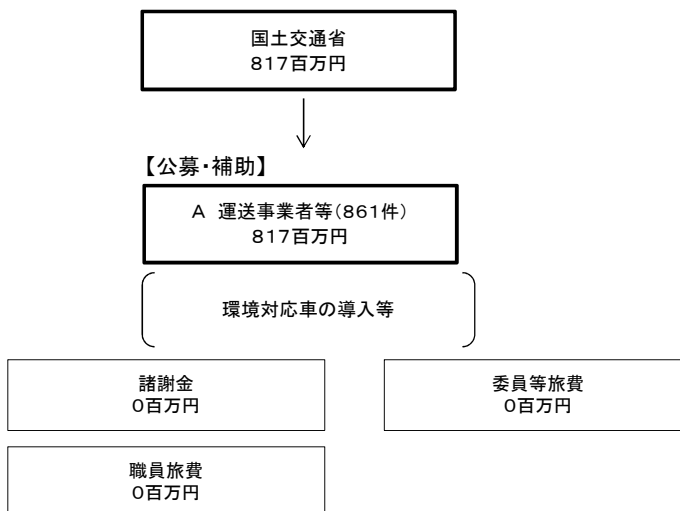 国土交通省
817百万円
【公募・補助】
A　運送事業者等(861件)
817百万円
環境対応車の導入等
諸謝金
0百万円
委員等旅費
0百万円
職員旅費
0百万円